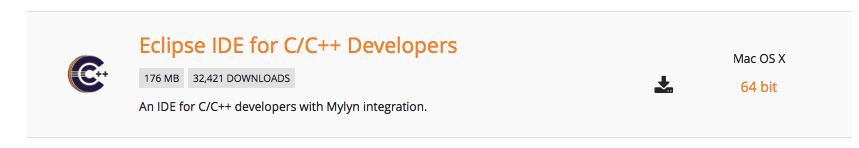 Eclipse IDE for C/C++ Developers
176 MB 32,421 DOWNLOADS
An IDE for C/C++ developers with Mylyn integration.
Mac OS X
64 bit
C++